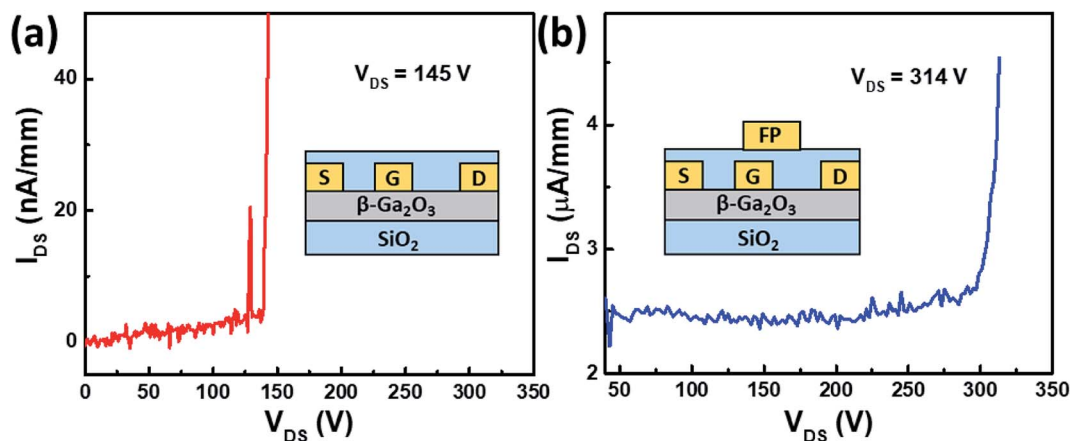 (a)
V_DS = 145 V
I_DS (nA/mm)
40
20
0
S G D
β-Ga₂O₃
SiO₂
0 50 100 150 200 250 300 350
V_DS (V)
(b)
V_DS = 314 V
I_DS (μA/mm)
4
3
2
FP
S G D
β-Ga₂O₃
SiO₂
50 100 150 200 250 300 350
V_DS (V)